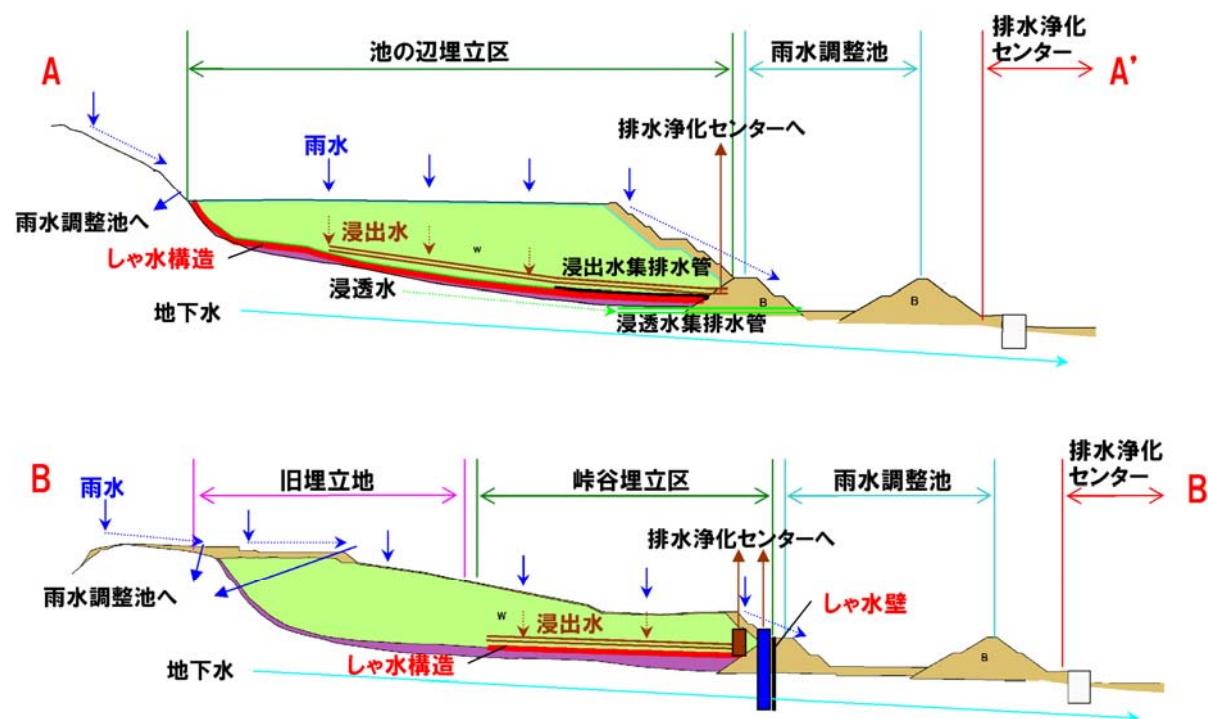 池の辺埋立区
雨水調整池
排水浄化
センター
A
A'
排水浄化センターへ
雨水
雨水調整池へ
浸出水
W
しゃ水構造
浸出水集排水管
浸透水
地下水
浸透水集排水管
B
B
排水浄化
センター
B
B
雨水
旧埋立地
峠谷埋立区
雨水調整池
排水浄化センターへ
雨水調整池へ
しゃ水壁
W
浸出水
しゃ水構造
地下水
B